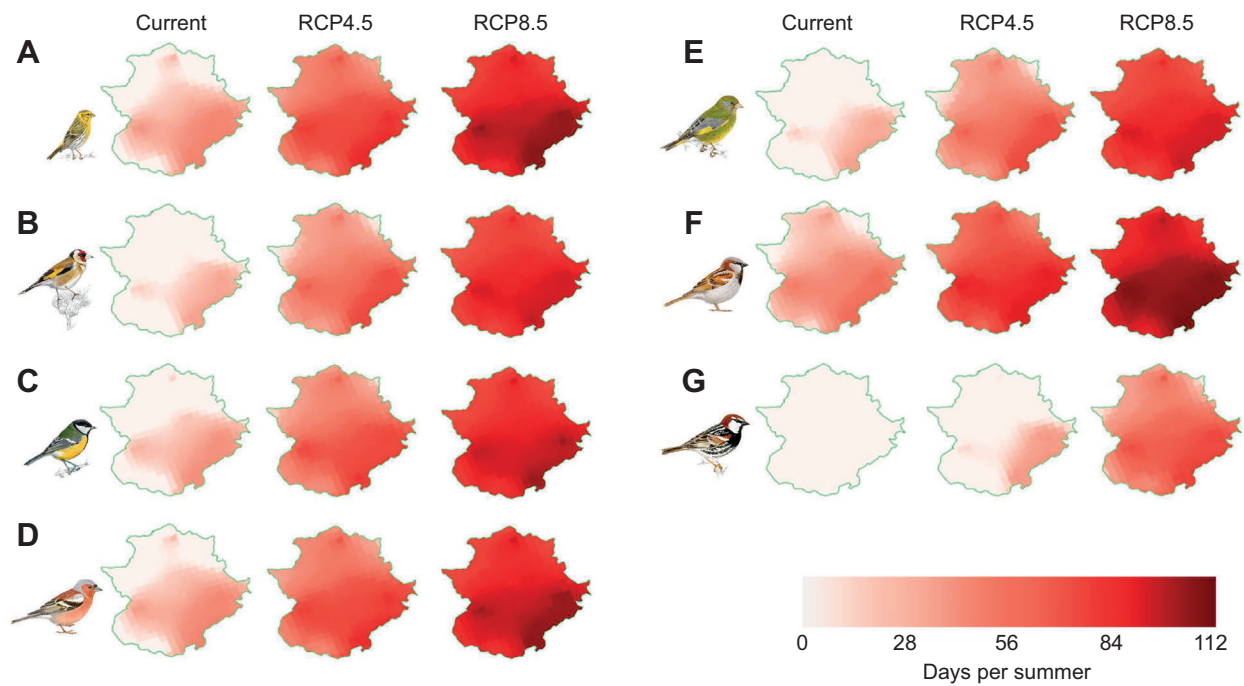 Current RCP4.5 RCP8.5
A
B
C
D
Current RCP4.5 RCP8.5
E
F
G
0 28 56 84 112
Days per summer